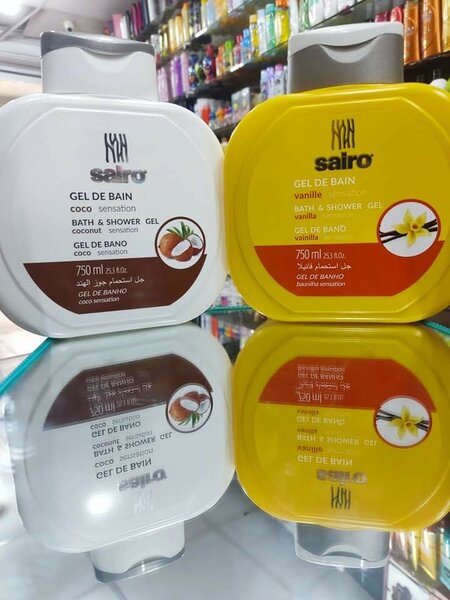 sairo
GEL DE BAIN
coco sensation
BATH & SHOWER GEL
coconut sensation
GEL DE BANO
coco sensation
750 ml 25.3 fl.oz.
جل استحمام جوز الهند
GEL DE BANHO
coco sensation
sairo
GEL DE BAIN
vanille sensation
BATH & SHOWER GEL
vanilla sensation
GEL DE BANO
vainilla sensation
750 ml 25.3 fl.oz.
جل استحمام فانيلا
GEL DE BANHO
baunilha sensation